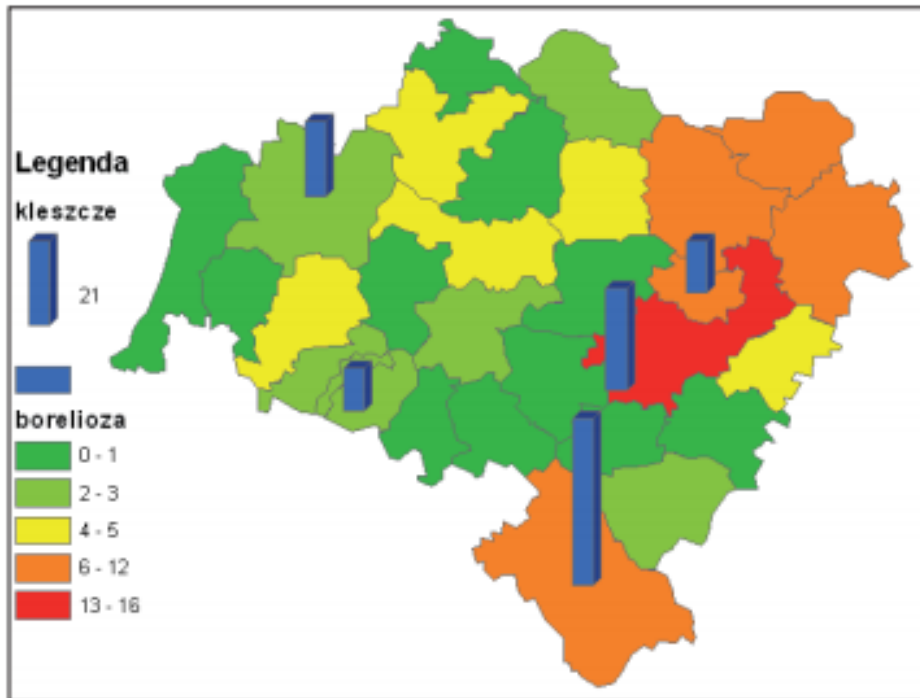 Legenda
kleszcze
21
borelioza
0 - 1
2 - 3
4 - 5
6 - 12
13 - 16